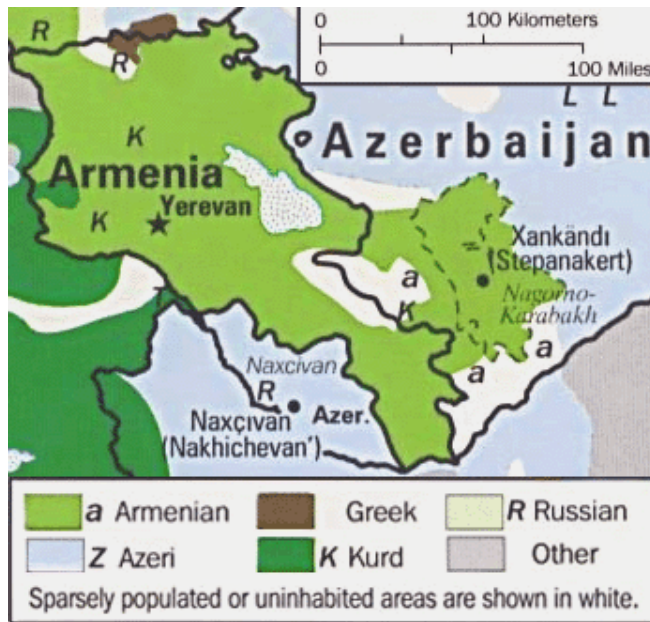 R
0 100 Kilometers
0 100 Miles
R
L L
K
Azerbaijan
Armenia
K Yerevan
Xankändı
(Stepanakert)
a
Nagorno-
Karabakh
K
a
Naxcivan
a
R
Naxçıvan Azer.
(Nakhichevan')
a Armenian Greek R Russian
Z Azeri K Kurd Other
Sparsely populated or uninhabited areas are shown in white.